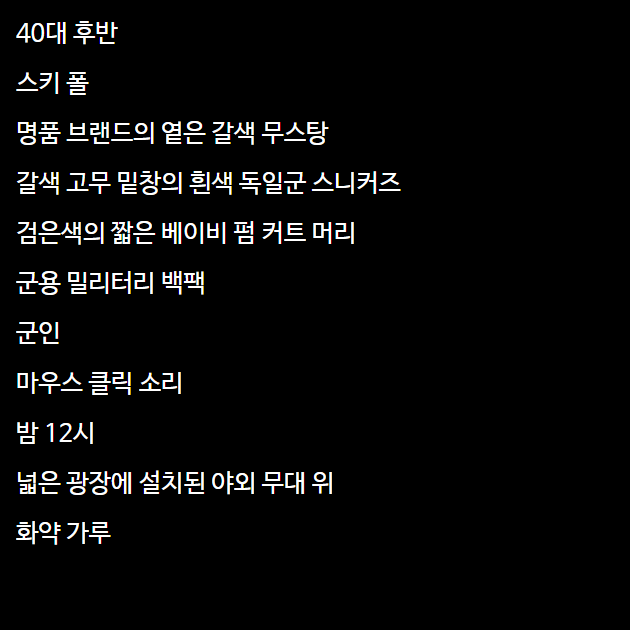 40대 후반
스키 폴
명품 브랜드의 옅은 갈색 무스탕
갈색 고무 밑창의 흰색 독일군 스니커즈
검은색의 짧은 베이비 펌 커트 머리
군용 밀리터리 백팩
군인
마우스 클릭 소리
밤 12시
넓은 광장에 설치된 야외 무대 위
화약 가루